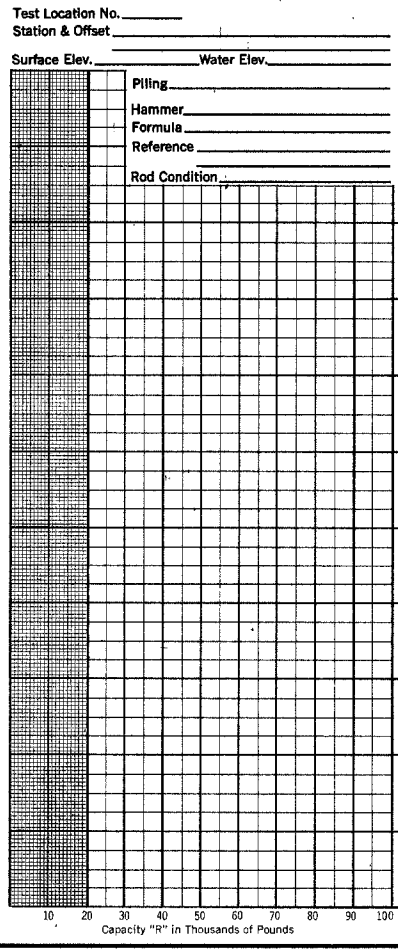 Test Location No.
Station & Offset
Surface Elev. Water Elev.
Piling
Hammer
Formula
Reference
Rod Condition
10 20 30 40 50 60 70 80 90 100
Capacity "R" in Thousands of Pounds